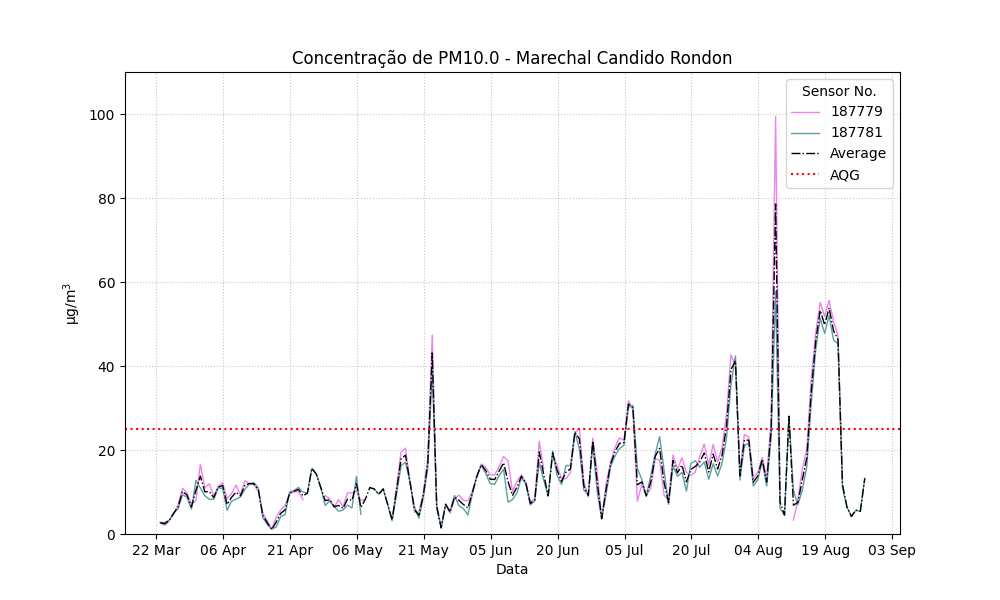 Concentração de PM10.0 - Marechal Candido Rondon
Sensor No.
187779
187781
Average
AQG
µg/m³
100
80
60
40
20
0
22 Mar 06 Apr 21 Apr 06 May 21 May 05 Jun 20 Jun 05 Jul 20 Jul 04 Aug 19 Aug 03 Sep
Data